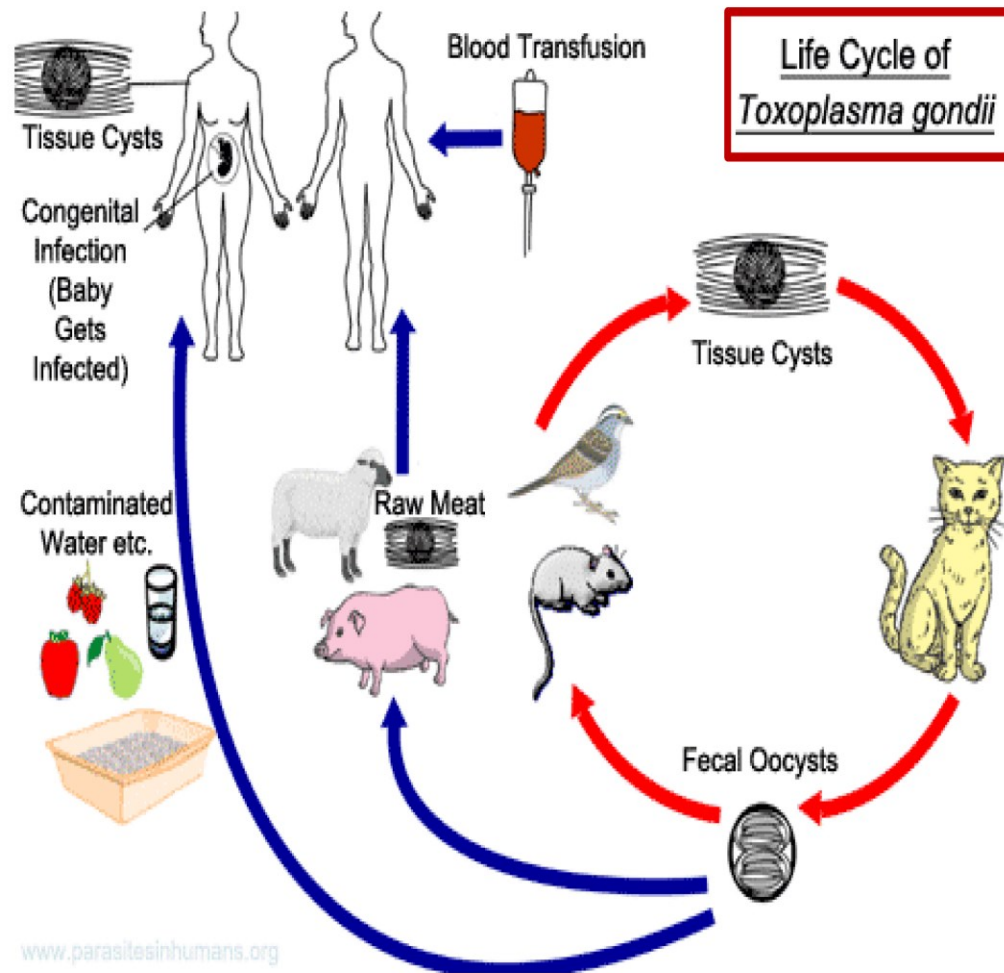 Life Cycle of
Toxoplasma gondii
Blood Transfusion
Tissue Cysts
Congenital
Infection
(Baby
Gets
Infected)
Tissue Cysts
Contaminated
Water etc.
Raw Meat
Fecal Oocysts
www.parasitesinhumans.org